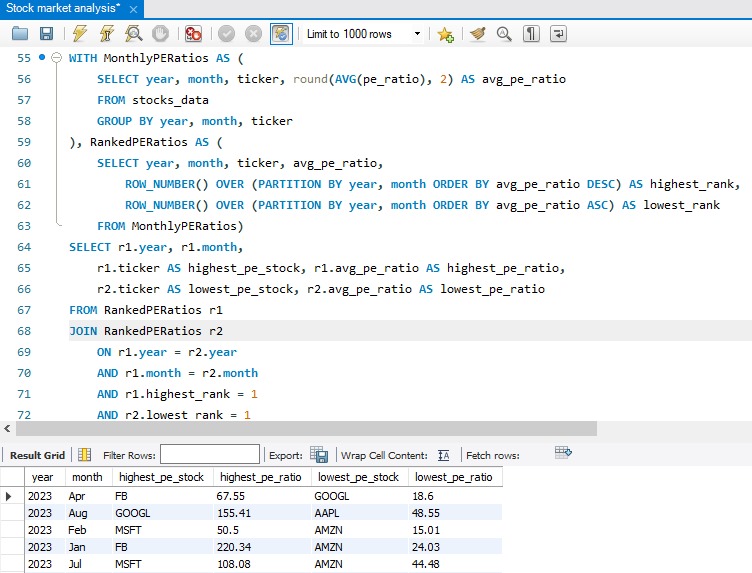 Stock market analysis*
Limit to 1000 rows
55 WITH MonthlyPERatios AS (
56 SELECT year, month, ticker, round(AVG(pe_ratio), 2) AS avg_pe_ratio
57 FROM stocks_data
58 GROUP BY year, month, ticker
59 ), RankedPERatios AS (
60 SELECT year, month, ticker, avg_pe_ratio,
61 ROW_NUMBER() OVER (PARTITION BY year, month ORDER BY avg_pe_ratio DESC) AS highest_rank,
62 ROW_NUMBER() OVER (PARTITION BY year, month ORDER BY avg_pe_ratio ASC) AS lowest_rank
63 FROM MonthlyPERatios)
64 SELECT r1.year, r1.month,
65 r1.ticker AS highest_pe_stock, r1.avg_pe_ratio AS highest_pe_ratio,
66 r2.ticker AS lowest_pe_stock, r2.avg_pe_ratio AS lowest_pe_ratio
67 FROM RankedPERatios r1
68 JOIN RankedPERatios r2
69 ON r1.year = r2.year
70 AND r1.month = r2.month
71 AND r1.highest_rank = 1
72 AND r2.lowest_rank = 1
Result Grid Filter Rows: Export: Wrap Cell Content: Fetch rows:
year month highest_pe_stock highest_pe_ratio lowest_pe_stock lowest_pe_ratio
2023 Apr FB 67.55 GOOGL 18.6
2023 Aug GOOGL 155.41 AAPL 48.55
2023 Feb MSFT 50.5 AMZN 15.01
2023 Jan FB 220.34 AMZN 24.03
2023 Jul MSFT 108.08 AMZN 44.48